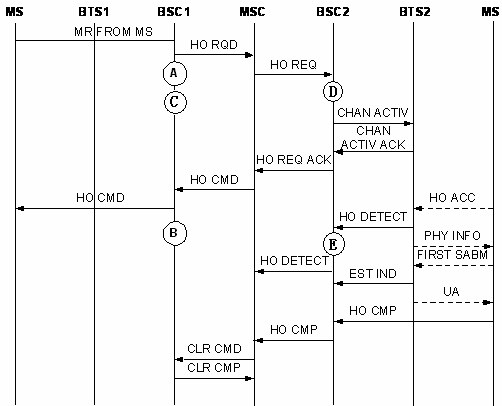 MS BTS1 BSC1 MSC BSC2 BTS2 MS
MR FROM MS
HO RQD
HO REQ
A
D
C
CHAN ACTIV
CHAN
ACTIV ACK
HO REQ ACK
HO CMD
HO CMD
HO ACC
HO DETECT
B
PHY INFO
E
FIRST SABM
HO DETECT
EST IND
UA
HO CMP
HO CMP
CLR CMD
CLR CMP